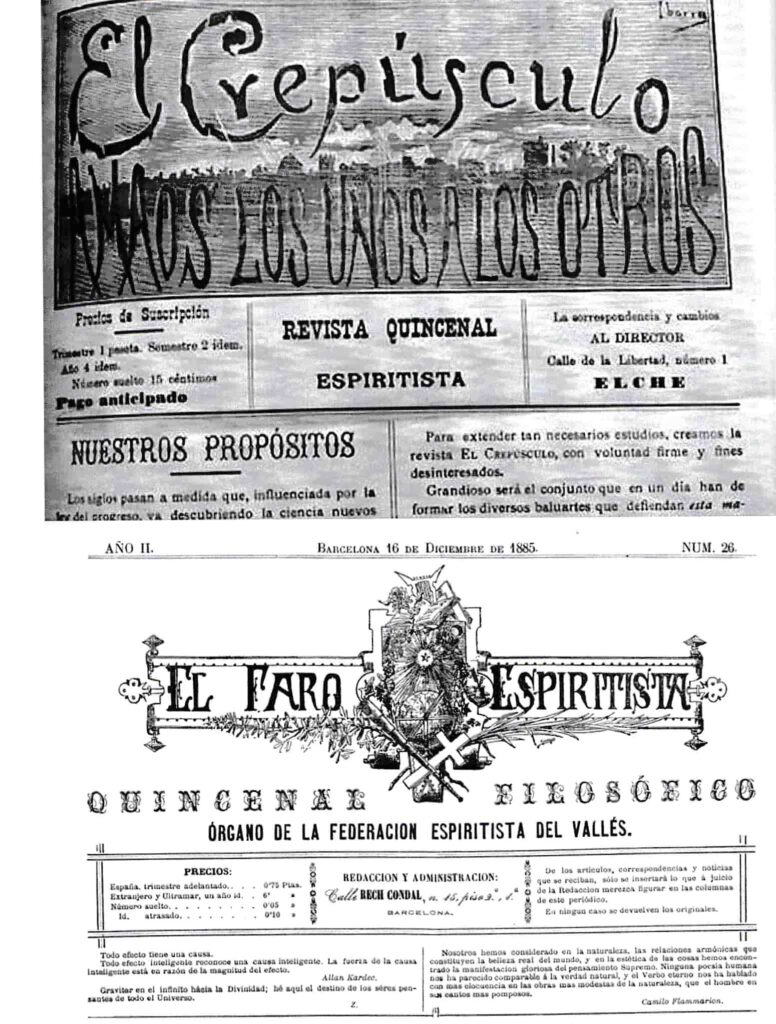 Ibarra
El Crepúsculo
AMAOS LOS UNOS A LOS OTROS
Precios de Suscripción
Trimestre 1 peseta. Semestre 2 idem.
Año 4 idem.
Número suelto 15 céntimos
Pago anticipado
REVISTA QUINCENAL
ESPIRITISTA
La correspondencia y cambios
AL DIRECTOR
Calle de la Libertad, número 1
ELCHE
NUESTROS PROPÓSITOS
Los siglos pasan a medida que, influenciada por la
ley del progreso, va descubriendo la ciencia nuevos
Para extender tan necesarios estudios, creamos la
revista EL CREPÚSCULO, con voluntad firme y fines
desinteresados.
Grandioso será el conjunto que en un dia han de
formar los diversos baluartes que defiendan esta ma-
AÑO II. BARCELONA 16 DE DICIEMBRE DE 1885. NUM. 26.
EL FARO ESPIRITISTA
QUINCENAL FILOSÓFICO
ÓRGANO DE LA FEDERACION ESPIRITISTA DEL VALLÉS.
PRECIOS:
España, trimestre adelantado. . . . 0'75 Ptas.
Extranjero y Ultramar, un año id. . 6' »
Número suelto. . . . . . . . . 0'05 »
Id. atrasado. . . . . . . . 0'10 »
REDACCION Y ADMINISTRACION:
Calle RECH CONDAL, n. 15, piso 2.º, 1.ª
BARCELONA.
De los artículos, correspondencias y noticias
que se reciban, sólo se insertará lo que á juicio
de la Redaccion merezca figurar en las columnas
de este periódico.
En ningun caso se devuelven los originales.
Todo efecto tiene una causa.
Todo efecto inteligente reconoce una causa inteligente. La fuerza de la causa
inteligente está en razón de la magnitud del efecto.
Allan Kardec.
Gravitar en el infinito hácia la Divinidad; hé aquí el destino de los séres pen-
santes de todo el Universo.
Z.
Nosotros hemos considerado en la naturaleza, las relaciones armónicas que
constituyen la belleza real del mundo, y en la estética de las cosas hemos encon-
trado la manifestacion gloriosa del pensamiento Supremo. Ninguna poesía humana
nos ha parecido comparable á la verdad natural, y el Verbo eterno nos ha hablado
con mas elocuencia en las obras mas modestas de la naturaleza, que el hombre en
sus cantos mas pomposos.
Camilo Flammarion.